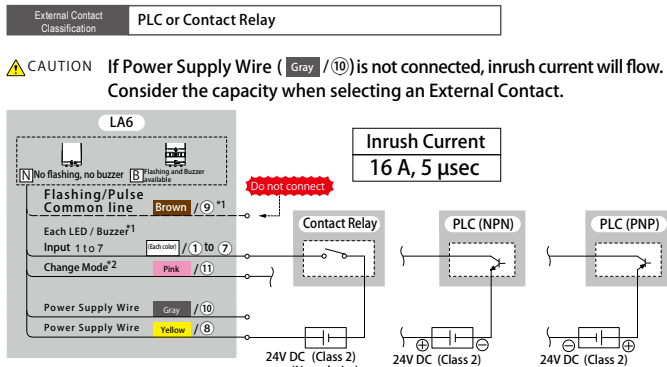 External Contact
Classification
PLC or Contact Relay
CAUTION If Power Supply Wire ( Gray /⑩) is not connected, inrush current will flow.
Consider the capacity when selecting an External Contact.
LA6
N No flashing, no buzzer B Flashing and Buzzer available
Inrush Current
16 A, 5 μsec
Do not connect
Flashing/Pulse
Common line Brown /⑨ *1
Each LED / Buzzer*1
Input 1 to 7 (Each color) /① to ⑦
Change Mode*2 Pink /⑪
Power Supply Wire Gray /⑩
Power Supply Wire Yellow /⑧
Contact Relay
PLC (NPN)
PLC (PNP)
24V DC (Class 2)
24V DC (Class 2)
24V DC (Class 2)